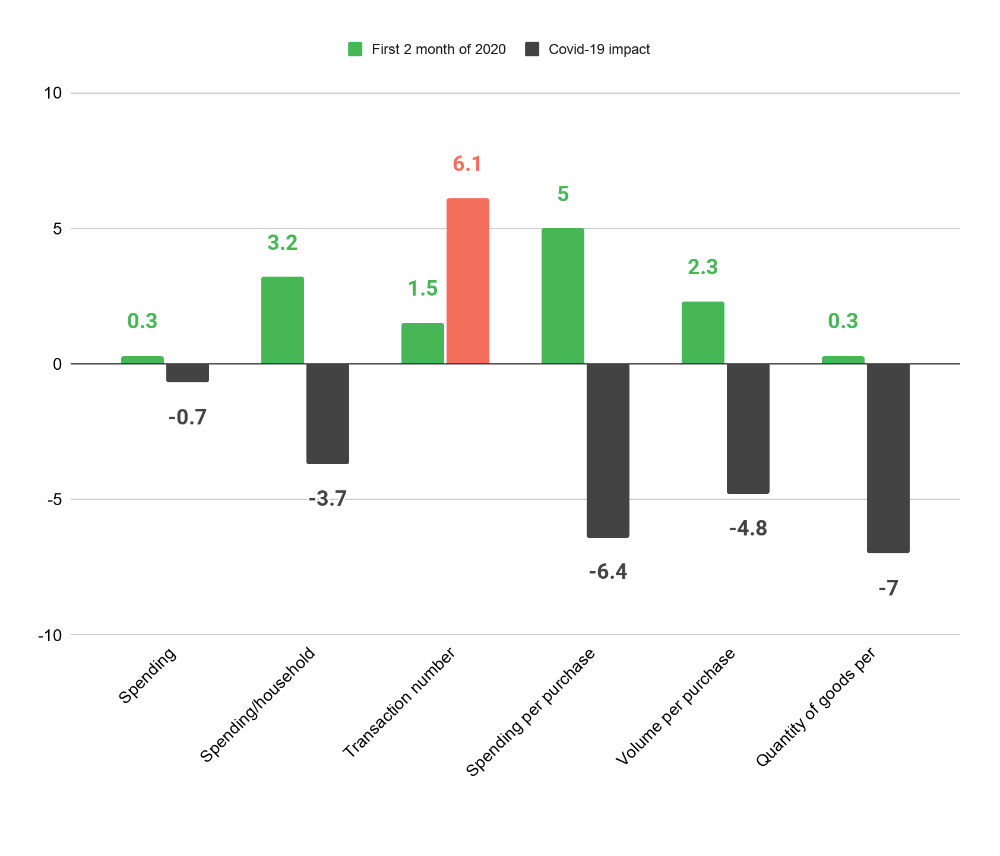 First 2 month of 2020
Covid-19 impact
10
5
0
-5
-10
0.3
-0.7
3.2
-3.7
1.5
6.1
5
-6.4
2.3
-4.8
0.3
-7
Spending
Spending/household
Transaction number
Spending per purchase
Volume per purchase
Quantity of goods per